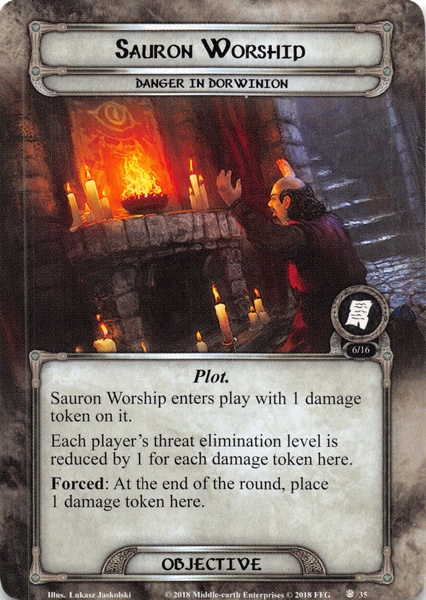 Sauron Worship
Danger in Dorwinion
6/16
Plot.
Sauron Worship enters play with 1 damage
token on it.
Each player’s threat elimination level is
reduced by 1 for each damage token here.
Forced: At the end of the round, place
1 damage token here.
Objective
Illus. Lukasz Jaskolski © 2018 Middle-earth Enterprises © 2018 FFG 35